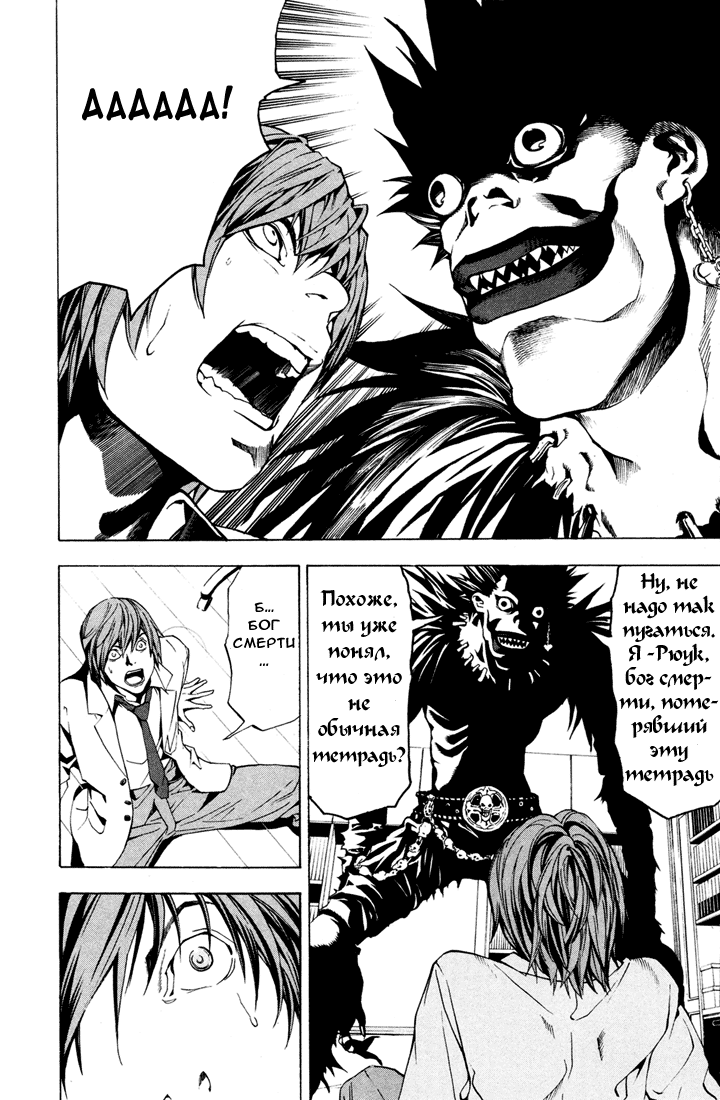 АААААА!
Ну, не
надо так
пугаться.
Я -Рюук,
бог смер-
ти, поте-
рявший
эту
тетрадь
Похоже,
ты уже
понял,
что это
не
обычная
тетрадь?
Б...
БОГ
СМЕРТИ
...